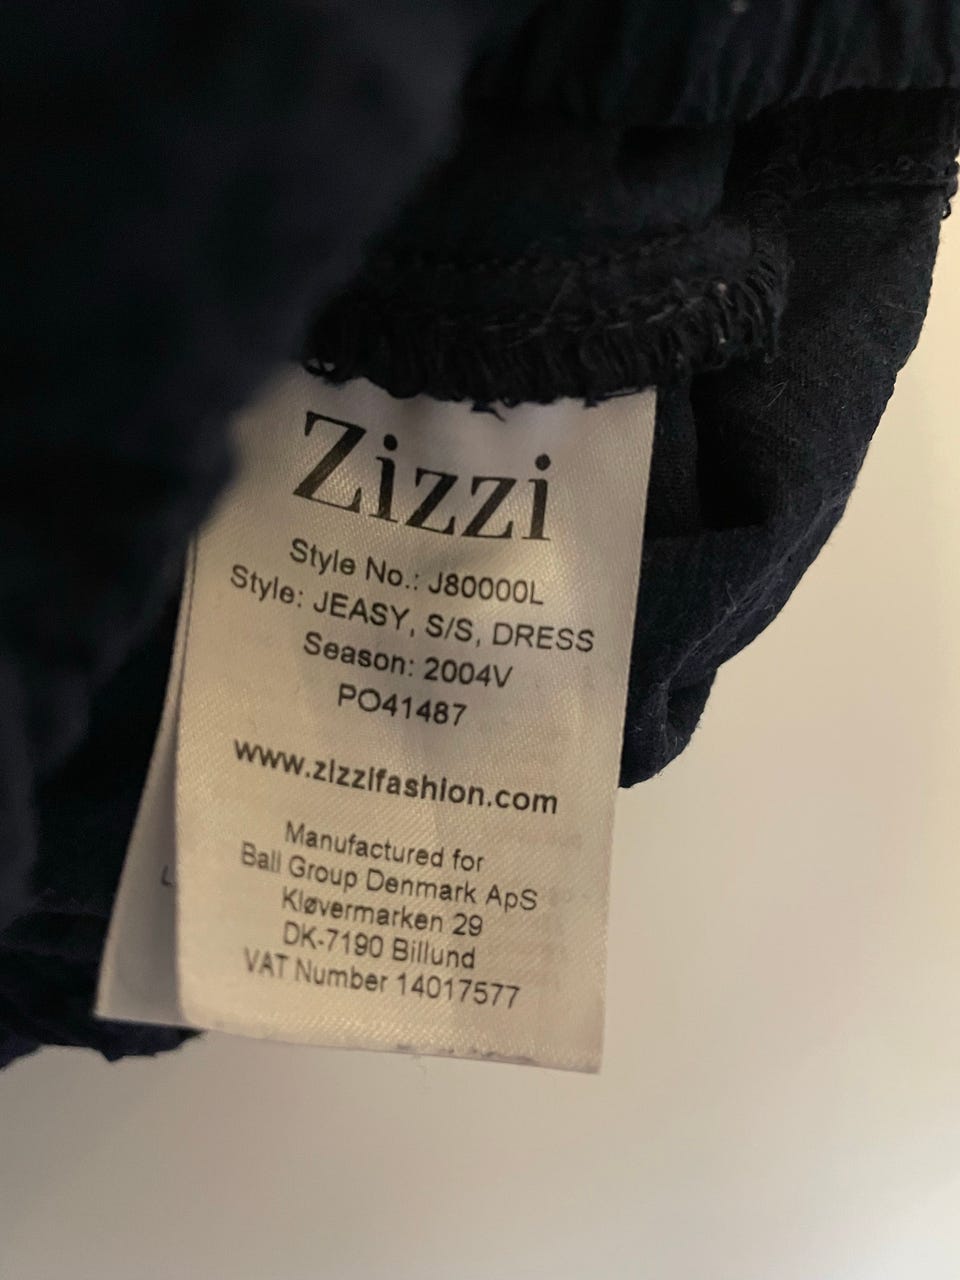 Zizzi
Style No.: J80000L
Style: JEASY, S/S, DRESS
Season: 2004V
PO41487
www.zizzifashion.com
Manufactured for
Ball Group Denmark ApS
Kløvermarken 29
DK-7190 Billund
VAT Number 14017577